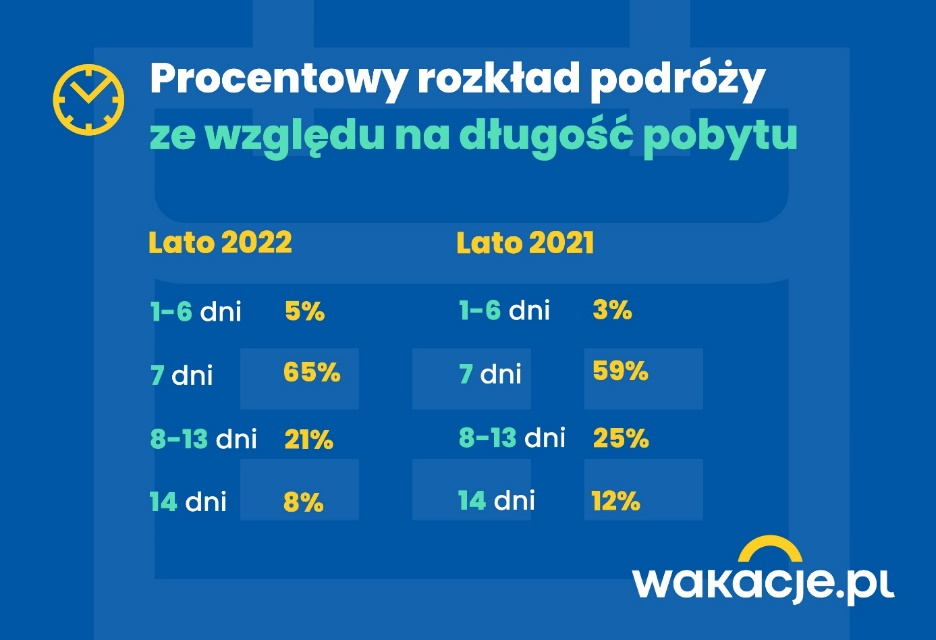 Procentowy rozkład podróży
ze względu na długość pobytu
Lato 2022
1-6 dni 5%
7 dni 65%
8-13 dni 21%
14 dni 8%
Lato 2021
1-6 dni 3%
7 dni 59%
8-13 dni 25%
14 dni 12%
wakacje.pl